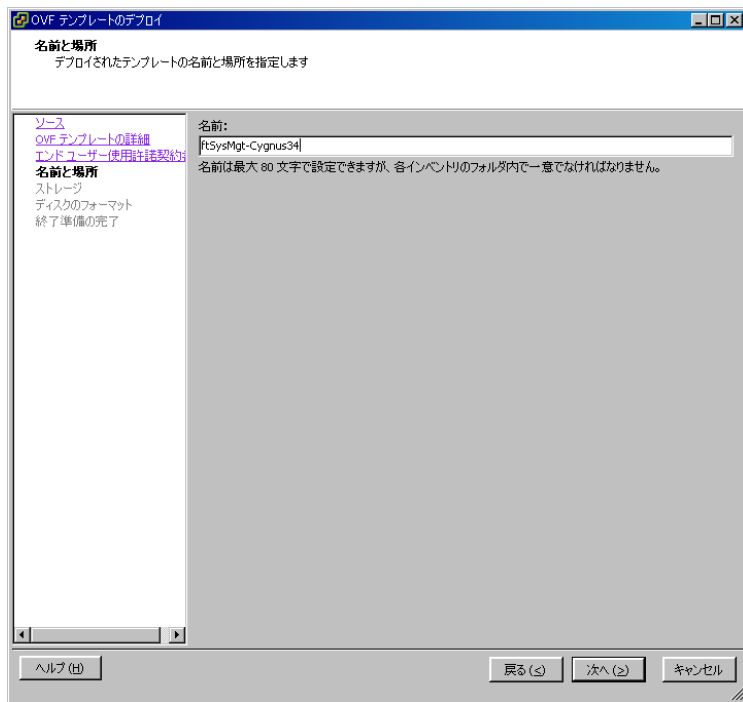 OVF テンプレートのデプロイ
名前と場所
デプロイされたテンプレートの名前と場所を指定します
ソース
OVF テンプレートの詳細
エンド ユーザー使用許諾契約
名前と場所
ストレージ
ディスクのフォーマット
終了準備の完了
名前:
ftSysMgt-Cygnus34
名前は最大 80 文字で設定できますが、各インベントリのフォルダ内で一意でなければなりません。
ヘルプ(H)
戻る(<)
次へ(>)
キャンセル